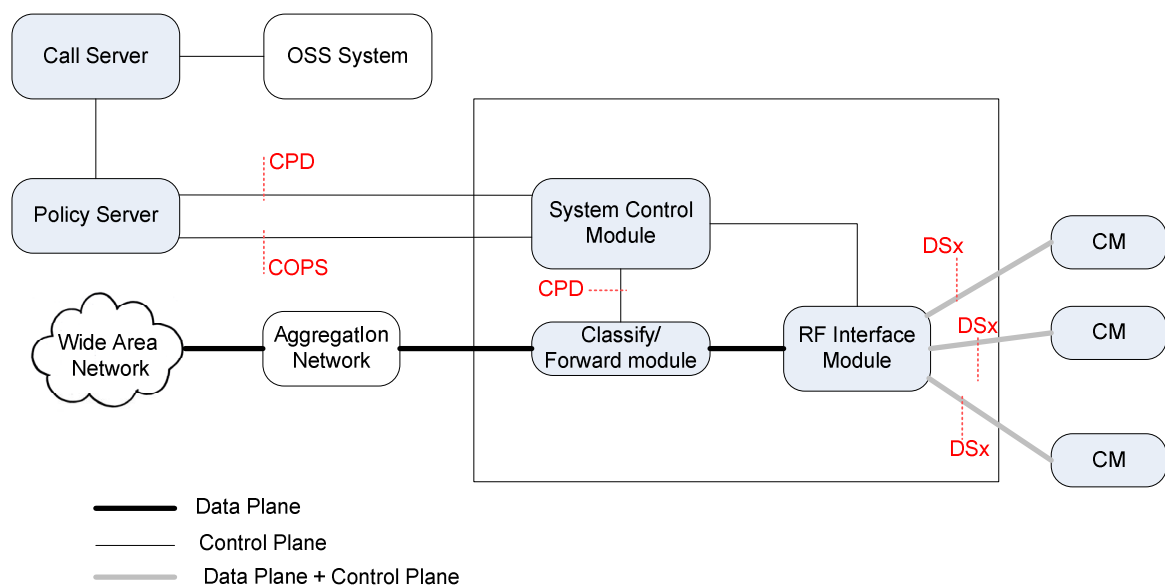 Call Server
OSS System
CPD
Policy Server
System Control
Module
COPS
DSx
CM
CPD
Wide Area
Network
Aggregation
Network
Classify/
Forward module
RF Interface
Module
DSx
CM
DSx
CM
Data Plane
Control Plane
Data Plane + Control Plane